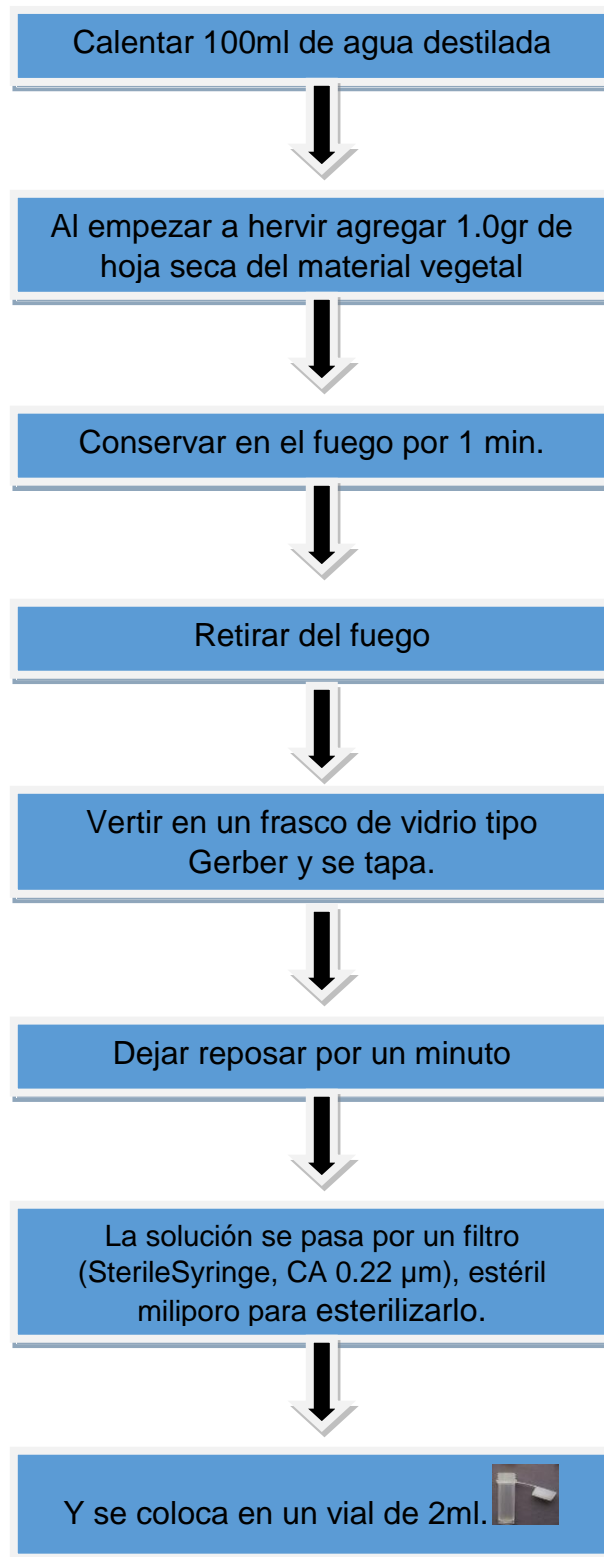 Calentar 100ml de agua destilada
Al empezar a hervir agregar 1.0gr de
hoja seca del material vegetal
Conservar en el fuego por 1 min.
Retirar del fuego
Vertir en un frasco de vidrio tipo
Gerber y se tapa.
Dejar reposar por un minuto
La solución se pasa por un filtro
(SterileSyringe, CA 0.22 µm), estéril
miliporo para esterilizarlo.
Y se coloca en un vial de 2ml.